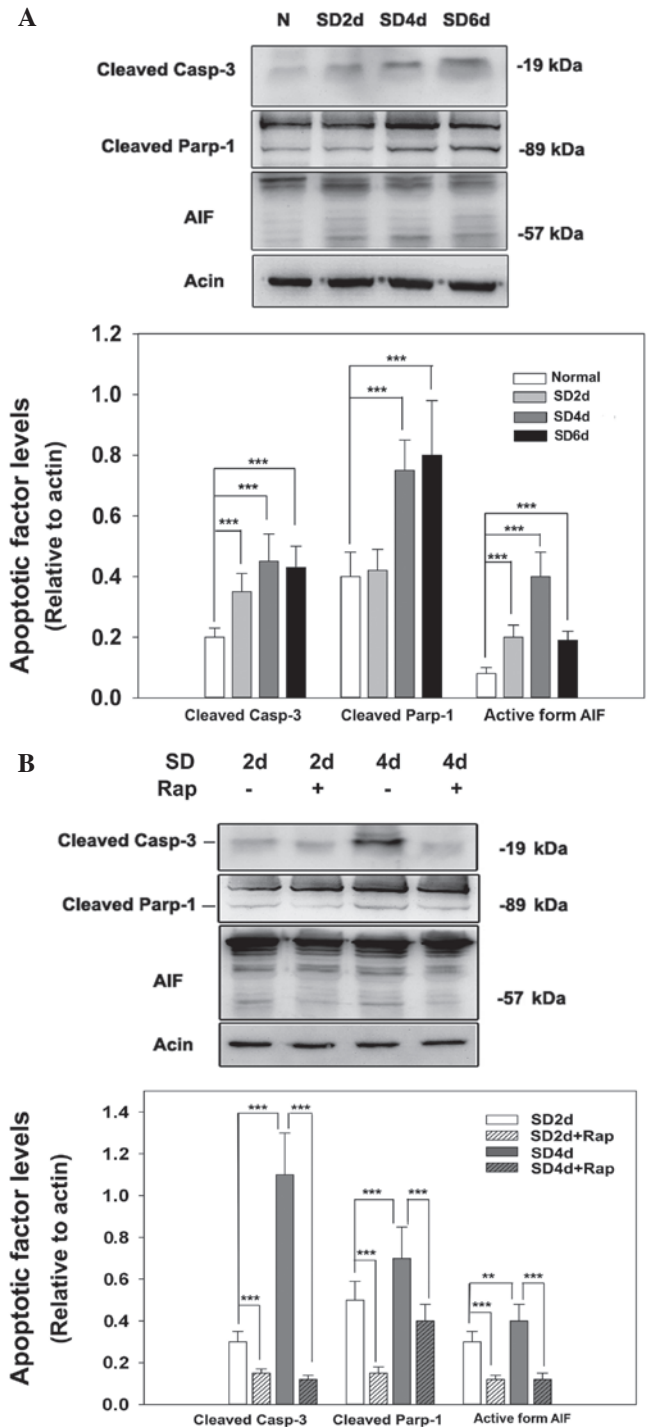 A
N SD2d SD4d SD6d
Cleaved Casp-3 -19 kDa
Cleaved Parp-1 -89 kDa
AIF -57 kDa
Acin
Apoptotic factor levels
(Relative to actin)
1.2
1.0
0.8
0.6
0.4
0.2
0.0
*** *** ***
*** ***
*** *** ***
Normal
SD2d
SD4d
SD6d
Cleaved Casp-3 Cleaved Parp-1 Active form AIF
B
SD 2d 2d 4d 4d
Rap - + - +
Cleaved Casp-3 -19 kDa
Cleaved Parp-1 -89 kDa
AIF -57 kDa
Acin
Apoptotic factor levels
(Relative to actin)
1.4
1.2
1.0
0.8
0.6
0.4
0.2
0.0
*** *** ***
*** *** ***
** *** ***
SD2d
SD2d+Rap
SD4d
SD4d+Rap
Cleaved Casp-3 Cleaved Parp-1 Active form AIF